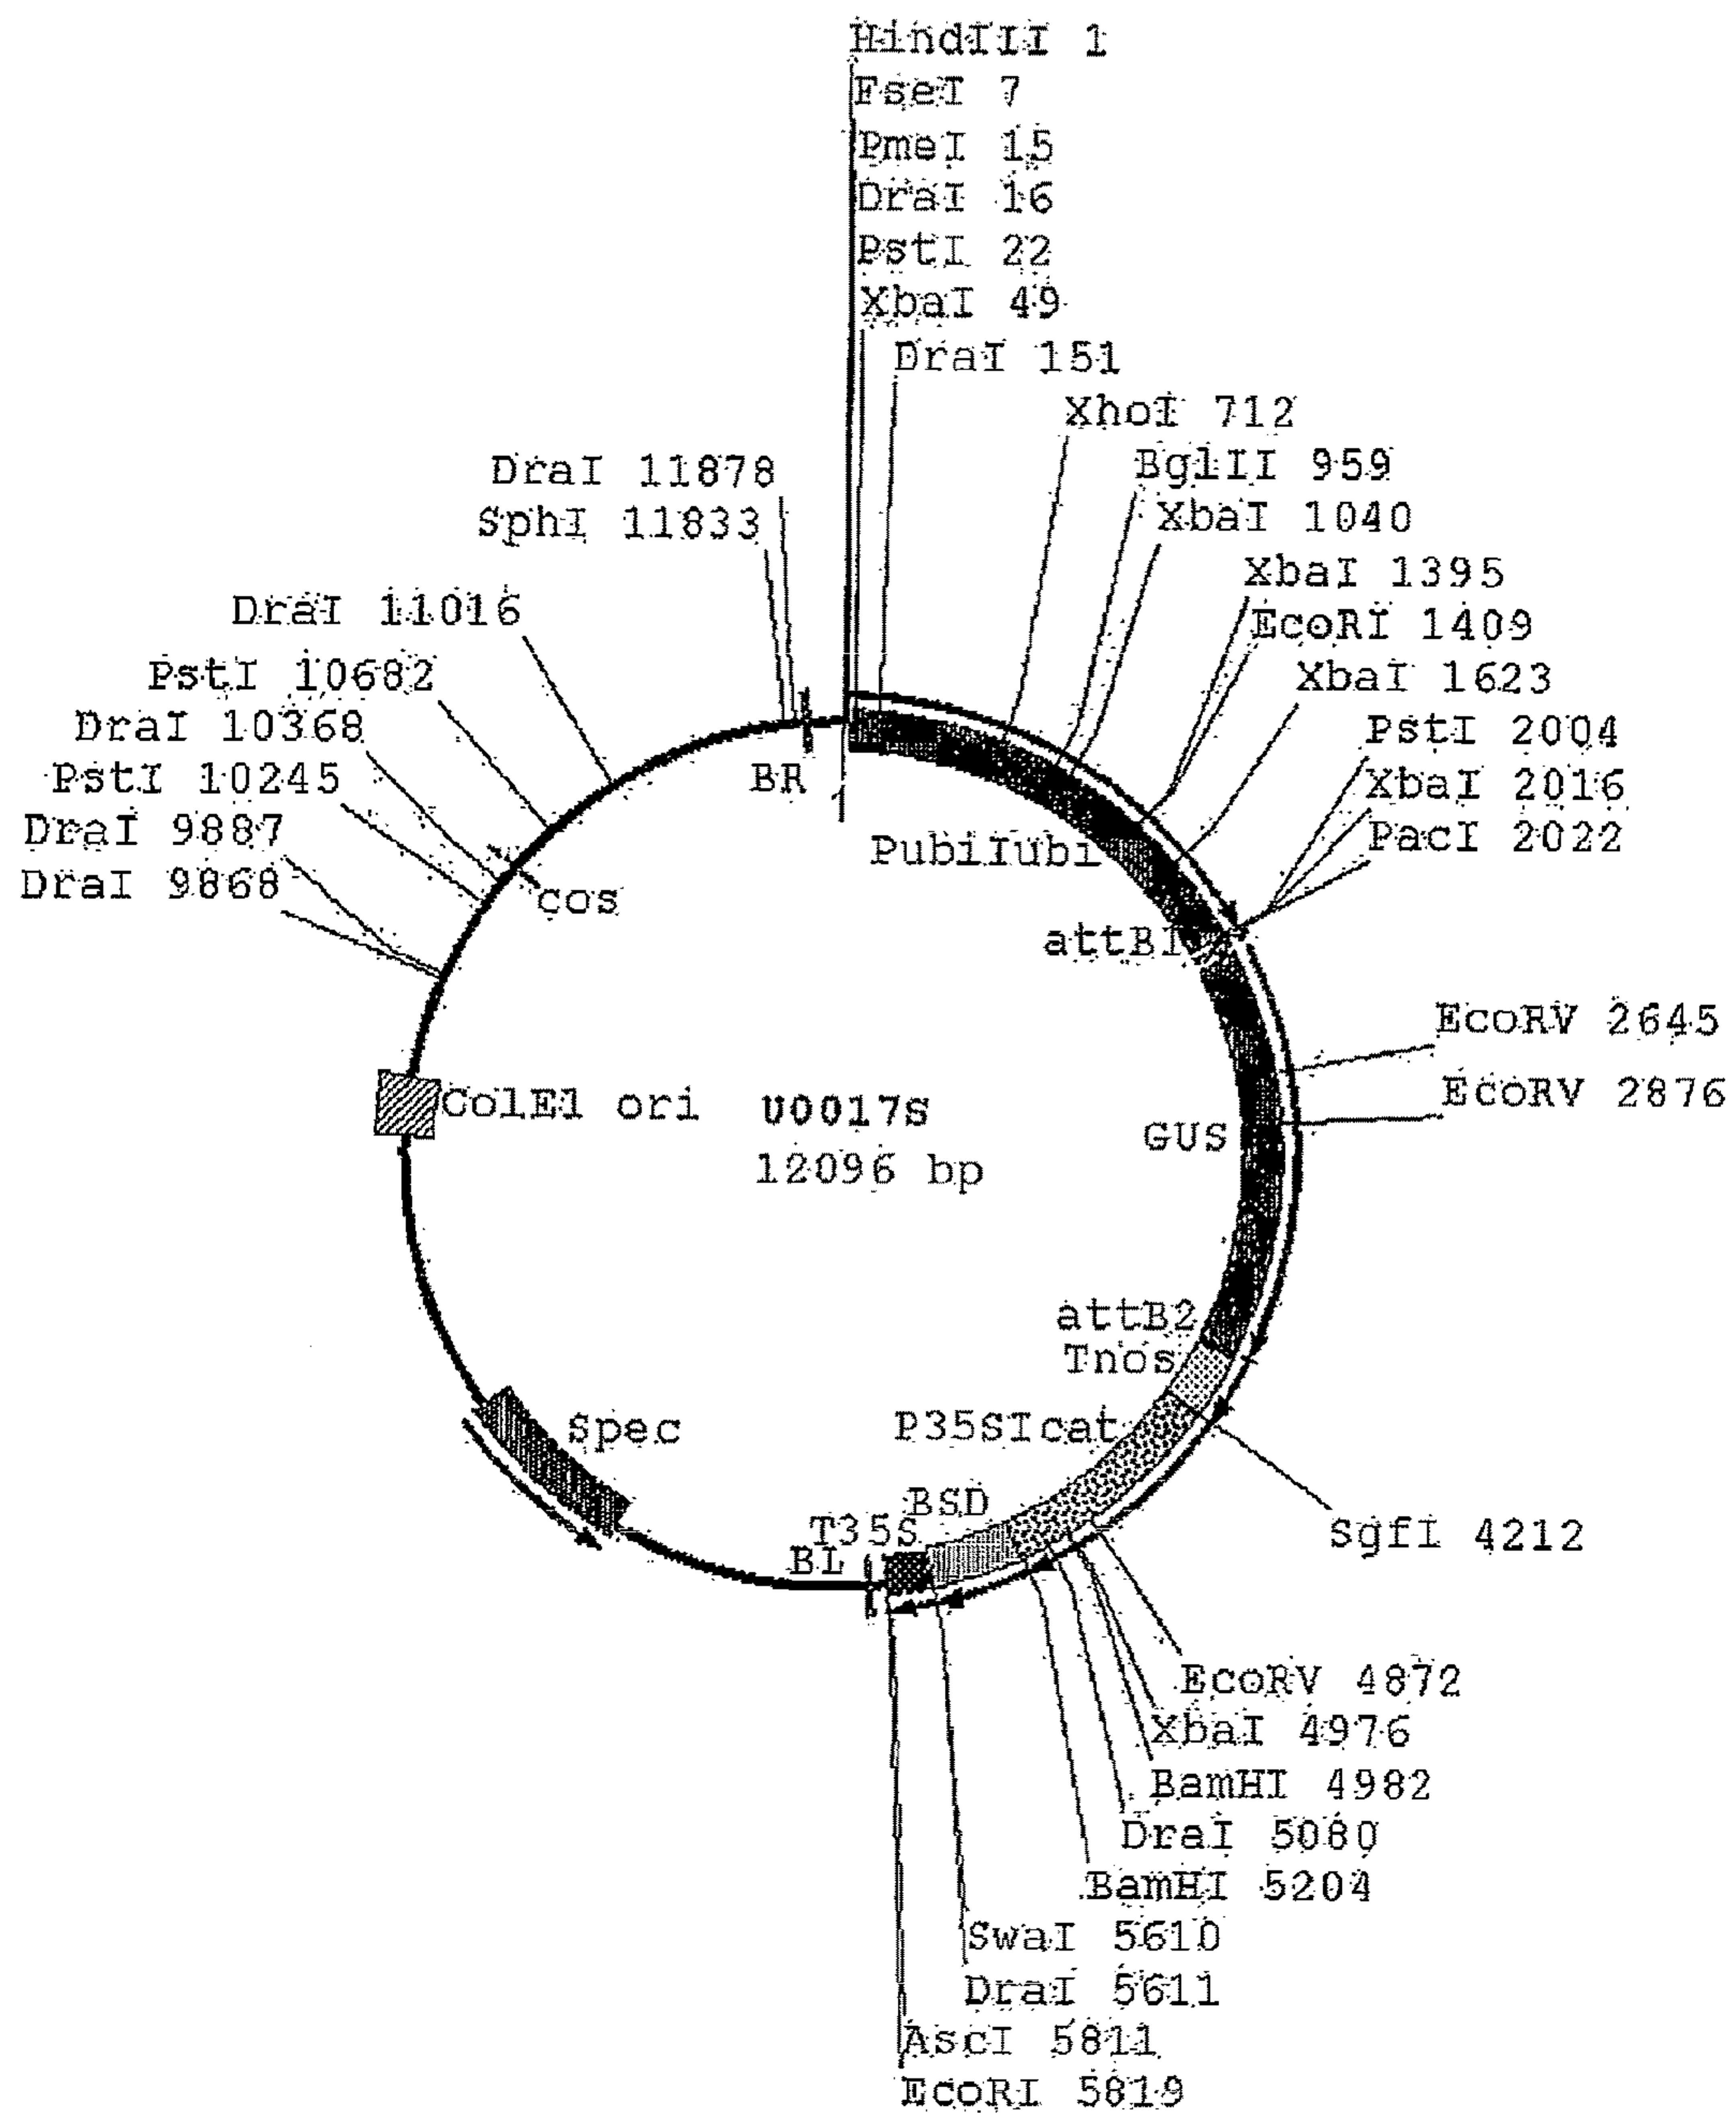 HindIII 1
FseI 7
PmeI 15
DraI 16
PstI 22
XbaI 49
DraI 151
XhoI 712
BglII 959
XbaI 1040
XbaI 1395
EcoRI 1409
XbaI 1623
PstI 2004
XbaI 2016
PacI 2022
EcoRV 2645
EcoRV 2876
SgfI 4212
EcoRV 4872
XbaI 4976
BamHI 4982
DraI 5080
BamHI 5204
SwaI 5610
DraI 5611
AscI 5811
EcoRI 5819
DraI 11878
SphI 11833
DraI 11016
PstI 10682
DraI 10368
PstI 10245
DraI 9887
DraI 9868
BR
1
PubiIubi
attB1
cos
ColE1 ori
U0017S
12096 bp
GUS
attB2
Tnos
P35SIcat
Spec
BSD
T35S
BL